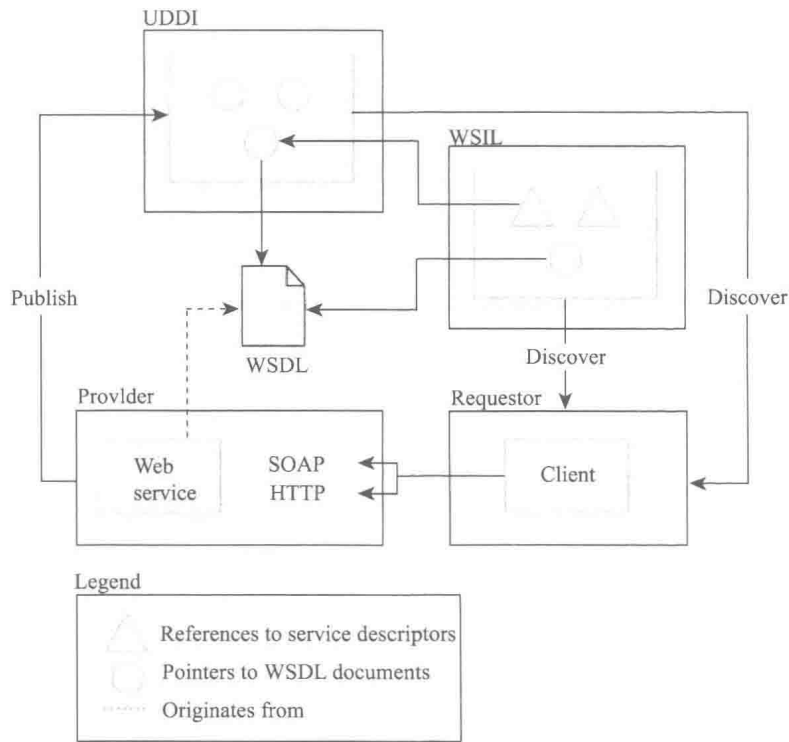 UDDI
WSIL
Publish
Discover
WSDL
Discover
Provlder
Requestor
Web
service
SOAP
HTTP
Client
Legend
References to service descriptors
Pointers to WSDL documents
Originates from